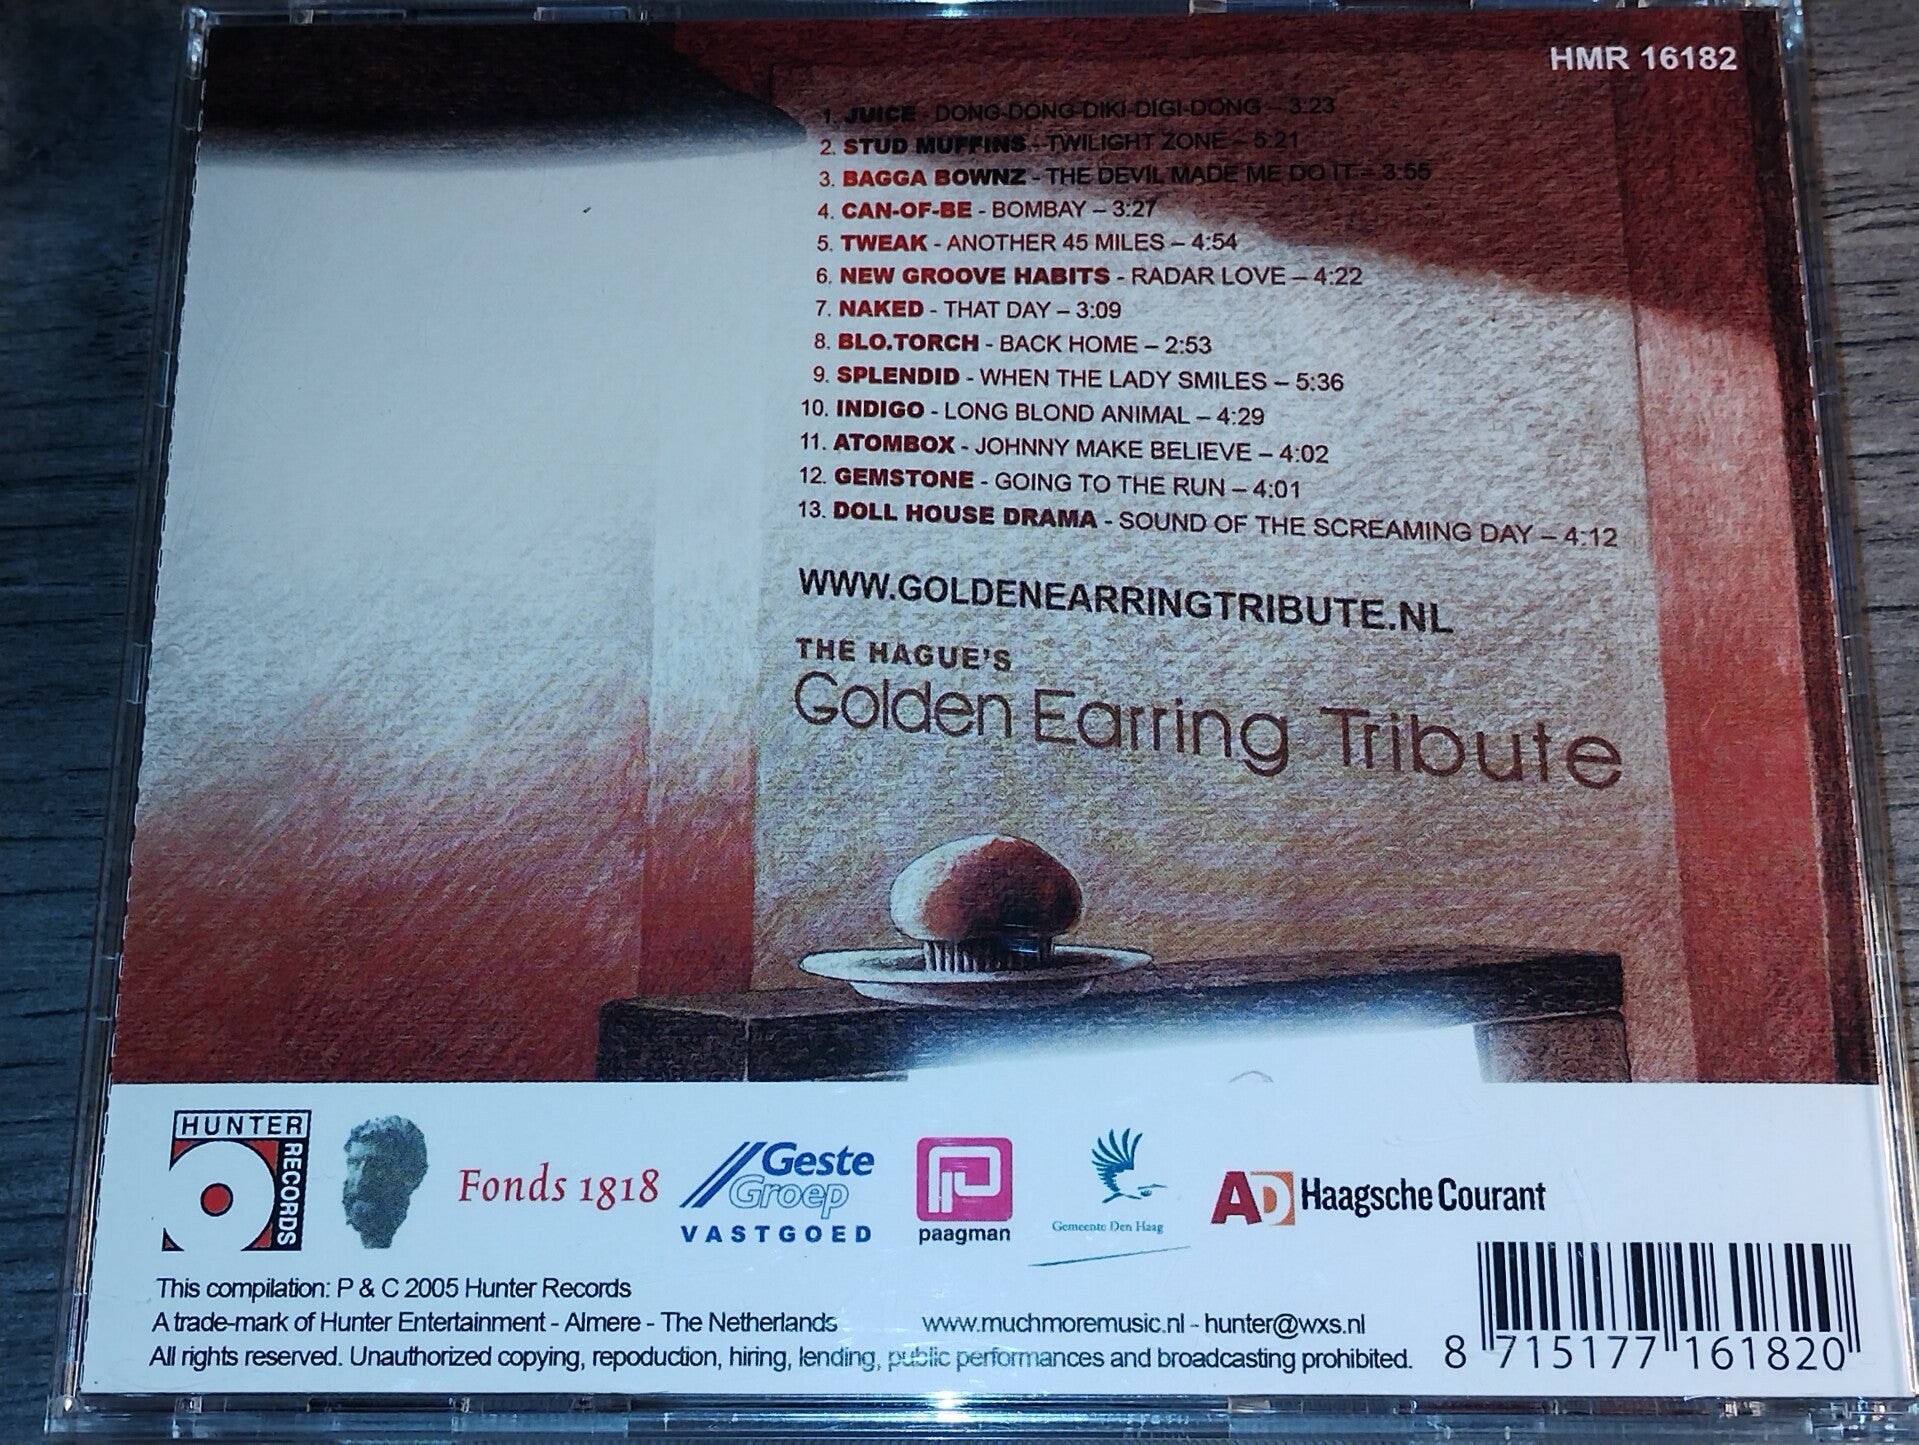 HMR 16182
1. JUICE - DONG-DONG-DIKI-DIGI-DONG – 3:23
2. STUD MUFFINS - TWILIGHT ZONE – 5:21
3. BAGGA BOWNZ - THE DEVIL MADE ME DO IT – 3:55
4. CAN-OF-BE - BOMBAY – 3:27
5. TWEAK - ANOTHER 45 MILES – 4:54
6. NEW GROOVE HABITS - RADAR LOVE – 4:22
7. NAKED - THAT DAY – 3:09
8. BLO.TORCH - BACK HOME – 2:53
9. SPLENDID - WHEN THE LADY SMILES – 5:36
10. INDIGO - LONG BLOND ANIMAL – 4:29
11. ATOMBOX - JOHNNY MAKE BELIEVE – 4:02
12. GEMSTONE - GOING TO THE RUN – 4:01
13. DOLL HOUSE DRAMA - SOUND OF THE SCREAMING DAY – 4:12
WWW.GOLDENEARRINGTRIBUTE.NL
THE HAGUE'S
Golden Earring Tribute
HUNTER
RECORDS
Fonds 1818
Geste
Groep
VASTGOED
paagman
Gemeente Den Haag
AD Haagsche Courant
This compilation: P & C 2005 Hunter Records
A trade-mark of Hunter Entertainment - Almere - The Netherlands
www.muchmoremusic.nl - hunter@wxs.nl
All rights reserved. Unauthorized copying, repoduction, hiring, lending, public performances and broadcasting prohibited.
8 715177 161820